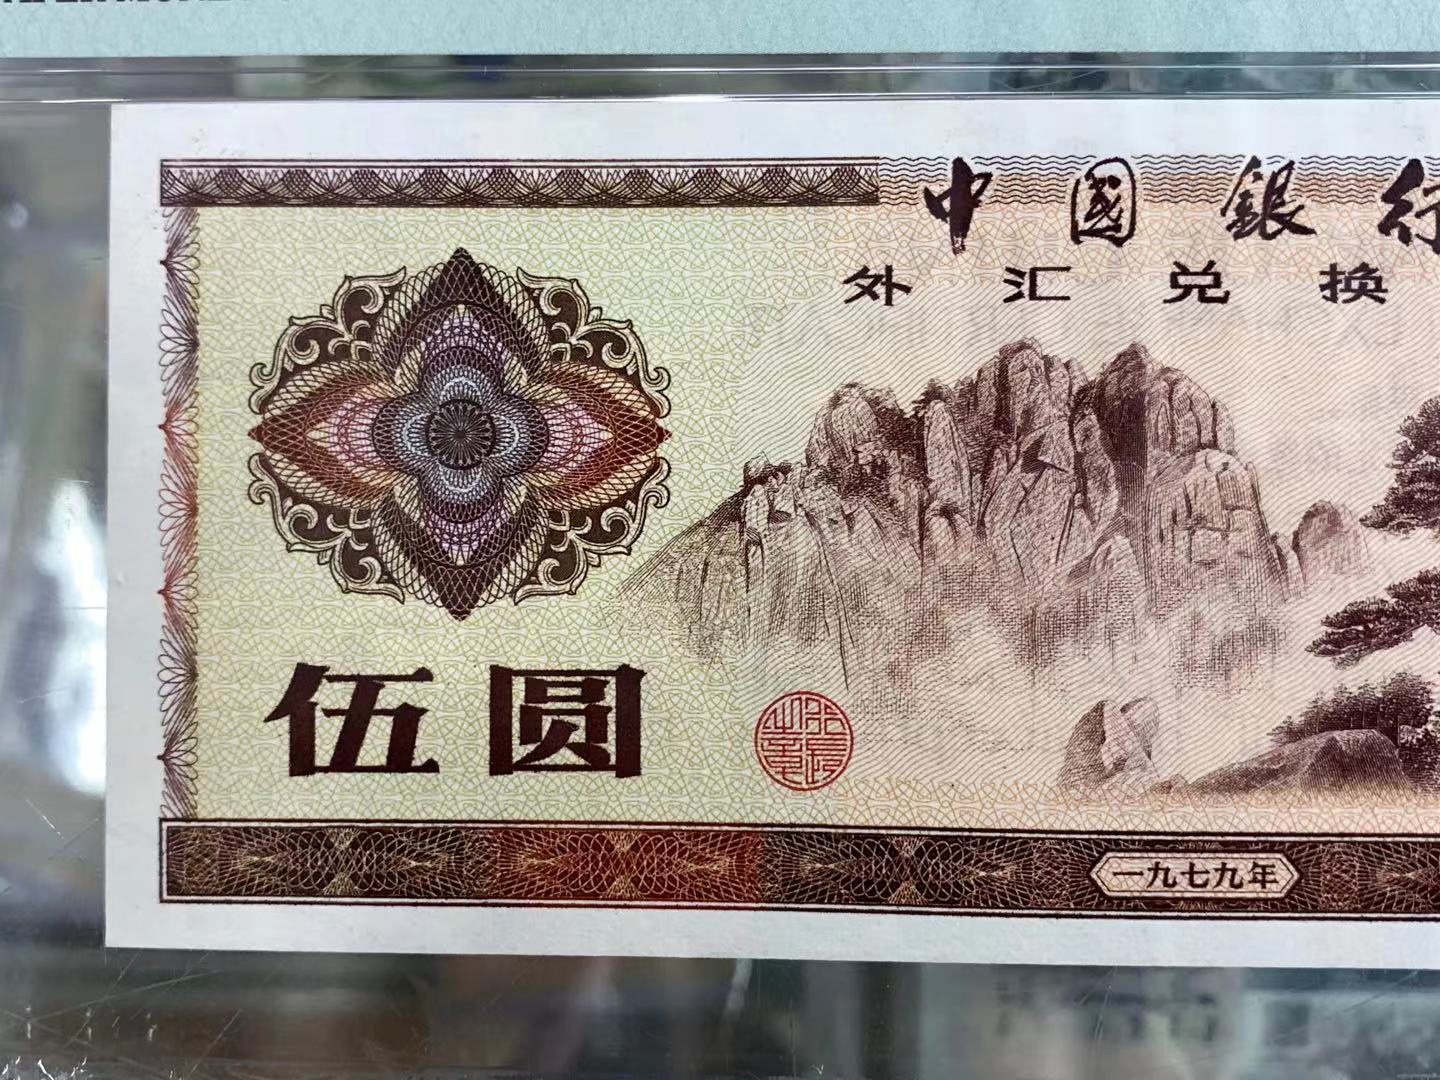 中國銀行
外汇兑换
伍圆
一九七九年